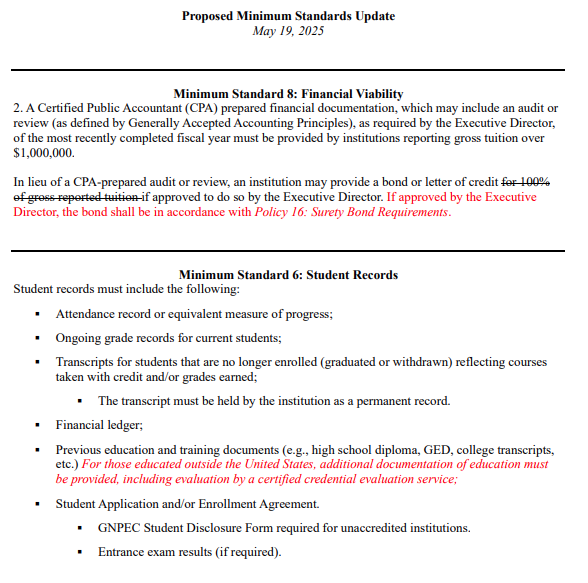 Proposed Minimum Standards Update
May 19, 2025
Minimum Standard 8: Financial Viability
2. A Certified Public Accountant (CPA) prepared financial documentation, which may include an audit or
review (as defined by Generally Accepted Accounting Principles), as required by the Executive Director,
of the most recently completed fiscal year must be provided by institutions reporting gross tuition over
$1,000,000.
In lieu of a CPA-prepared audit or review, an institution may provide a bond or letter of credit for 100%
of gross reported tuition if approved to do so by the Executive Director. If approved by the Executive
Director, the bond shall be in accordance with Policy 16: Surety Bond Requirements.
Minimum Standard 6: Student Records
Student records must include the following:
▪ Attendance record or equivalent measure of progress;
▪ Ongoing grade records for current students;
▪ Transcripts for students that are no longer enrolled (graduated or withdrawn) reflecting courses
taken with credit and/or grades earned;
▪ The transcript must be held by the institution as a permanent record.
▪ Financial ledger;
▪ Previous education and training documents (e.g., high school diploma, GED, college transcripts,
etc.) For those educated outside the United States, additional documentation of education must
be provided, including evaluation by a certified credential evaluation service;
▪ Student Application and/or Enrollment Agreement.
▪ GNPEC Student Disclosure Form required for unaccredited institutions.
▪ Entrance exam results (if required).